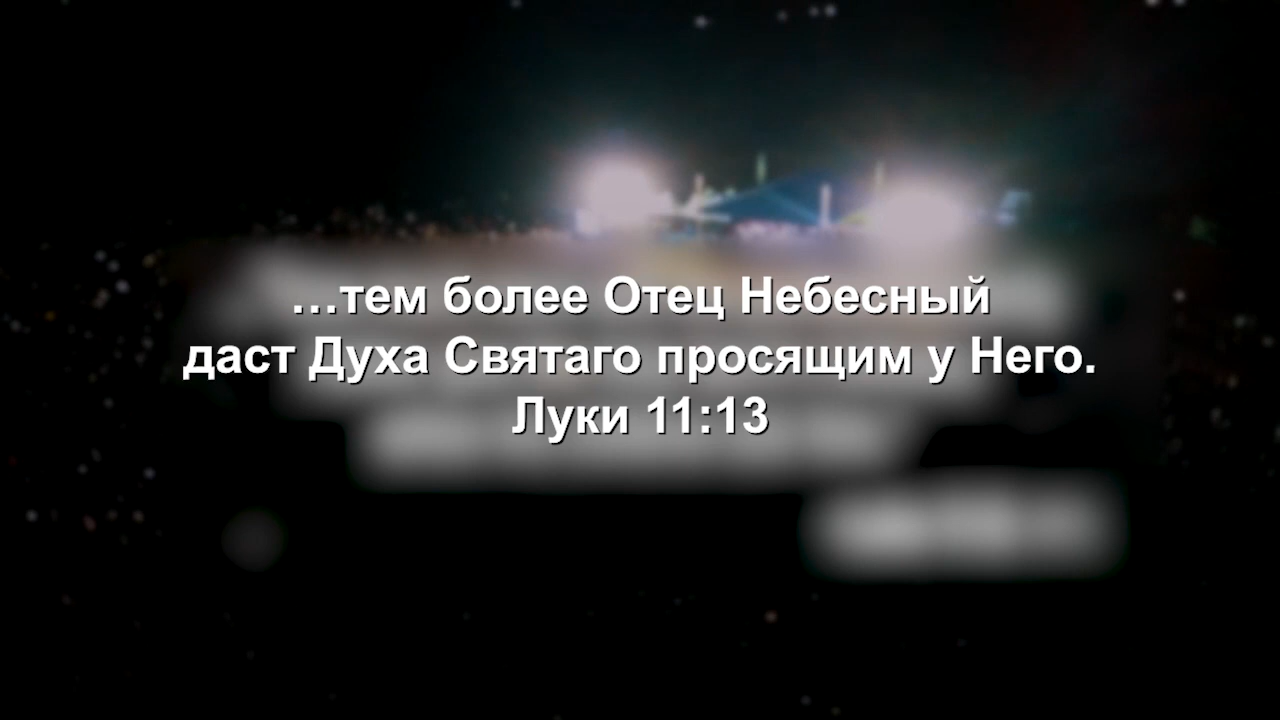 …тем более Отец Небесный
даст Духа Святаго просящим у Него.
Луки 11:13